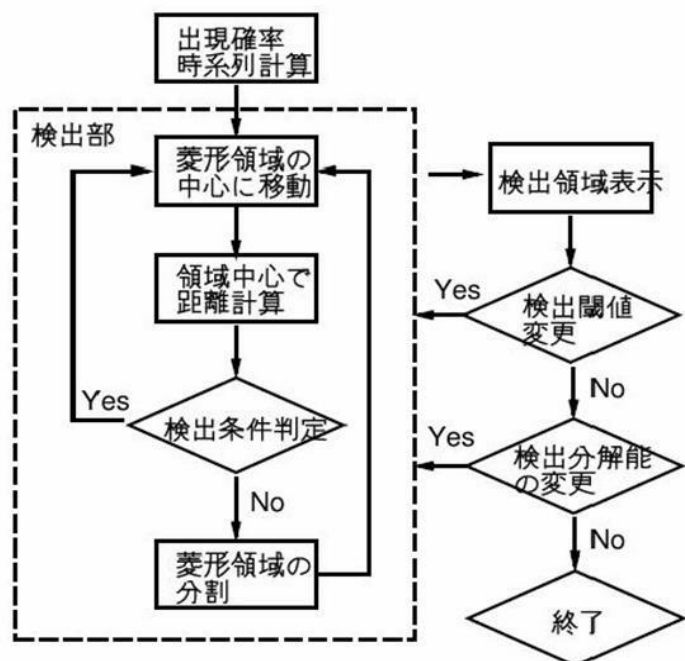 出現確率
時系列計算
検出部
菱形領域の
中心に移動
領域中心で
距離計算
Yes
検出条件判定
No
菱形領域の
分割
検出領域表示
Yes
検出閾値
変更
No
Yes
検出分解能
の変更
No
終了